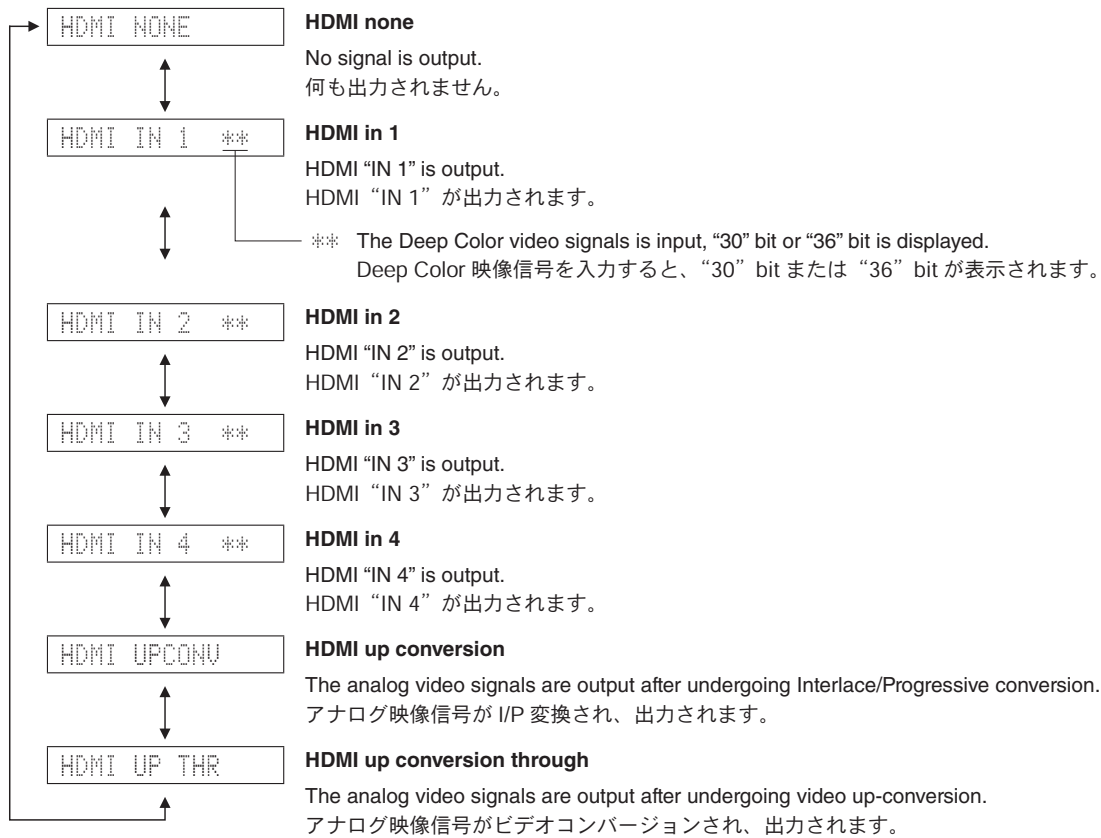 HDMI NONE
HDMI none
No signal is output.
何も出力されません。
HDMI IN 1 **
HDMI in 1
HDMI “IN 1” is output.
HDMI“IN 1”が出力されます。
** The Deep Color video signals is input, “30” bit or “36” bit is displayed.
Deep Color 映像信号を入力すると、“30”bit または“36”bit が表示されます。
HDMI IN 2 **
HDMI in 2
HDMI “IN 2” is output.
HDMI“IN 2”が出力されます。
HDMI IN 3 **
HDMI in 3
HDMI “IN 3” is output.
HDMI“IN 3”が出力されます。
HDMI IN 4 **
HDMI in 4
HDMI “IN 4” is output.
HDMI“IN 4”が出力されます。
HDMI UPCONV
HDMI up conversion
The analog video signals are output after undergoing Interlace/Progressive conversion.
アナログ映像信号が I/P 変換され、出力されます。
HDMI UP THR
HDMI up conversion through
The analog video signals are output after undergoing video up-conversion.
アナログ映像信号がビデオコンバージョンされ、出力されます。